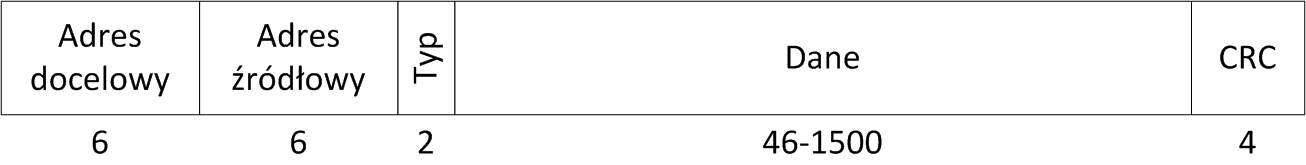 Adres
docelowy
Adres
źródłowy
Typ
Dane
CRC
6
6
2
46-1500
4